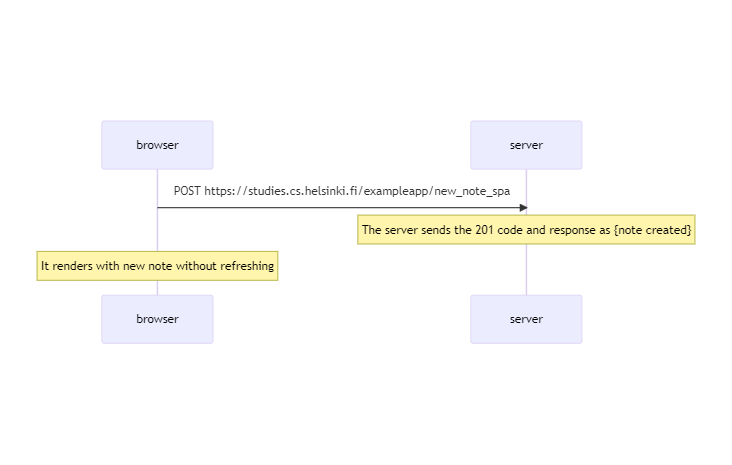 browser
server
POST https://studies.cs.helsinki.fi/exampleapp/new_note_spa
The server sends the 201 code and response as {note created}
It renders with new note without refreshing
browser
server